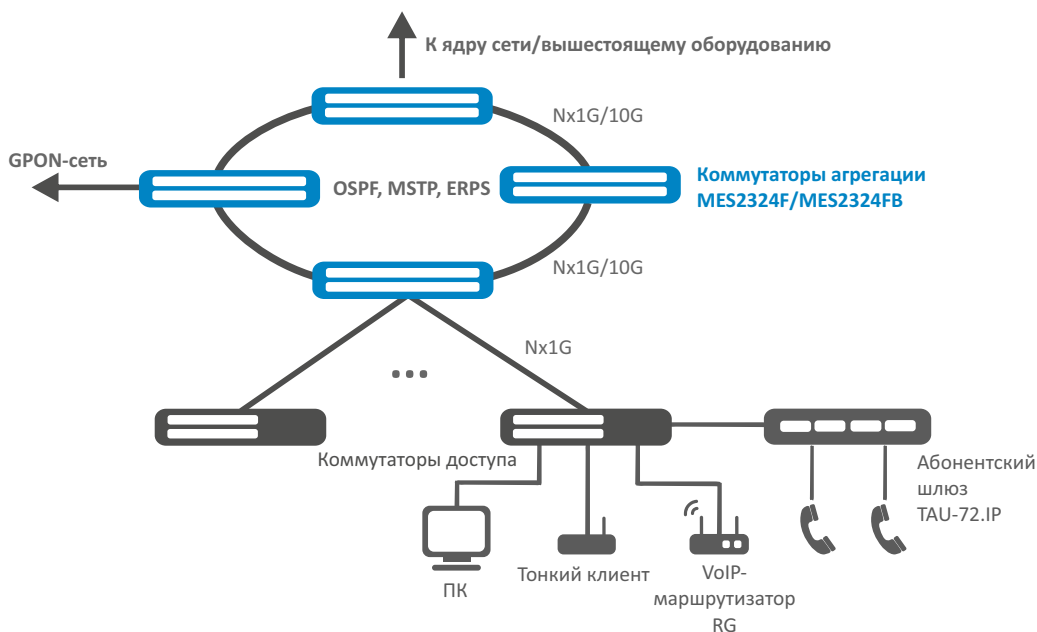 К ядру сети/вышестоящему оборудованию
Nx1G/10G
GPON-сеть
OSPF, MSTP, ERPS
Коммутаторы агрегации
MES2324F/MES2324FB
Nx1G/10G
Nx1G
...
Коммутаторы доступа
Абонентский
шлюз
TAU-72.IP
ПК
Тонкий клиент
VoIP-
маршрутизатор
RG